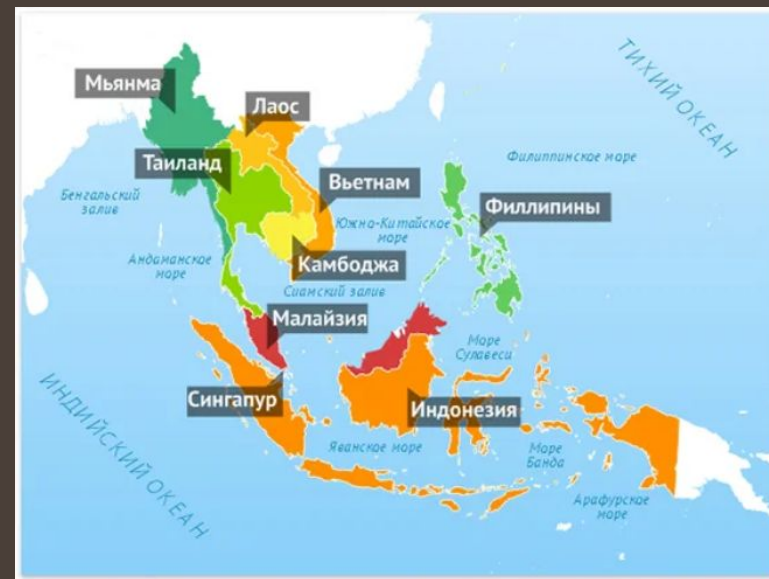 ТИХИЙ ОКЕАН
Мьянма
Лаос
Таиланд
Филиппинское море
Вьетнам
Бенгальский
залив
Филлипины
Южно-Китайское
море
Андаманское
море
Камбоджа
Сиамский залив
Малайзия
Море
Сулавеси
Сингапур
Индонезия
ИНДИЙСКИЙ ОКЕАН
Яванское море
Море
Банда
Арафурское
море